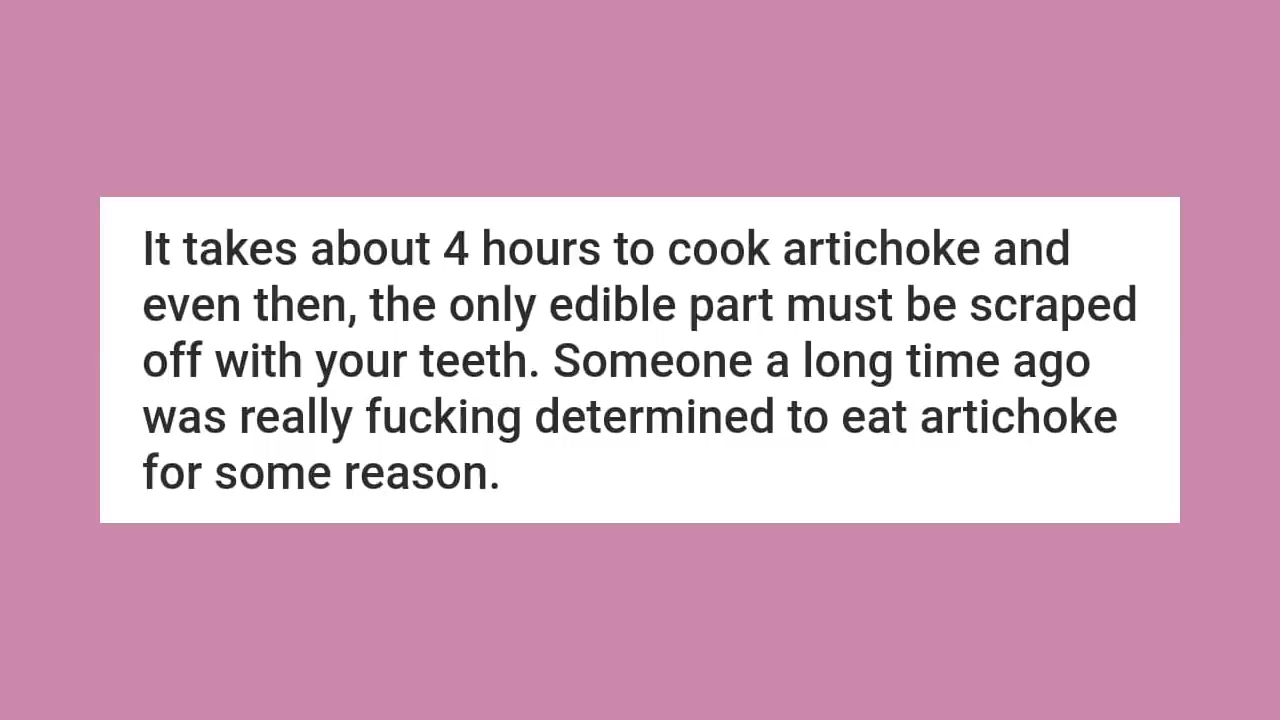 It takes about 4 hours to cook artichoke and
even then, the only edible part must be scraped
off with your teeth. Someone a long time ago
was really fucking determined to eat artichoke
for some reason.